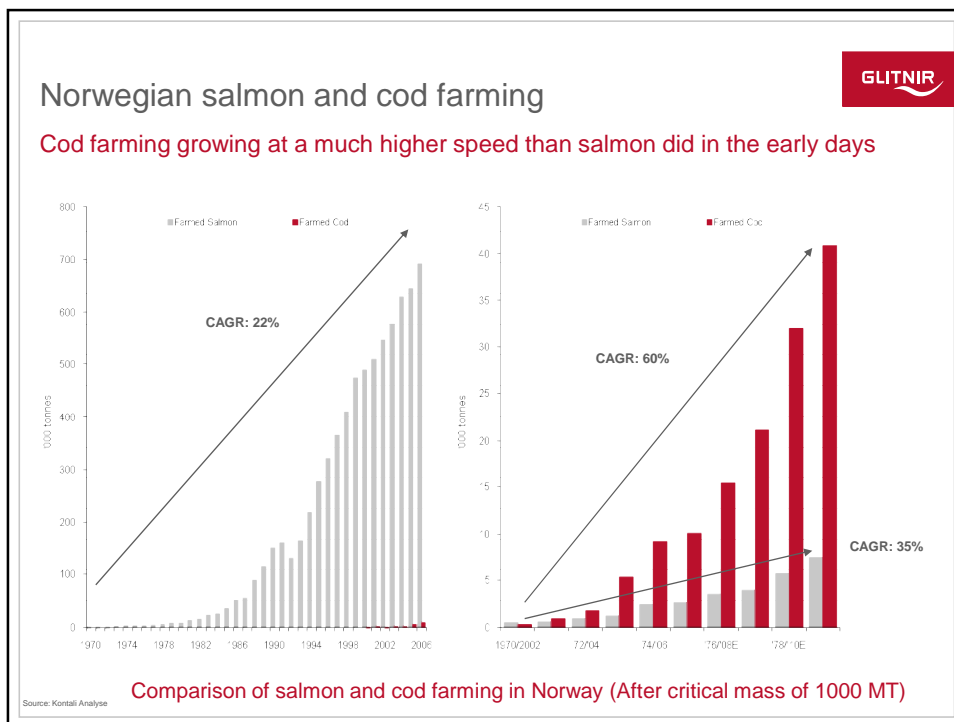 GLITNIR
Norwegian salmon and cod farming
Cod farming growing at a much higher speed than salmon did in the early days
800
Farmed Salmon
Farmed Cod
700
600
500
400
300
200
100
0
'000 tonnes
CAGR: 22%
1970 1974 1978 1982 1986 1990 1994 1998 2002 2006
45
Farmed Salmon
Farmed Cod
40
35
30
25
20
15
10
5
0
'000 tonnes
CAGR: 60%
CAGR: 35%
1970/2002 '72/'04 '74/'06 '76/'08E '78/'10E
Comparison of salmon and cod farming in Norway (After critical mass of 1000 MT)
Source: Kontali Analyse